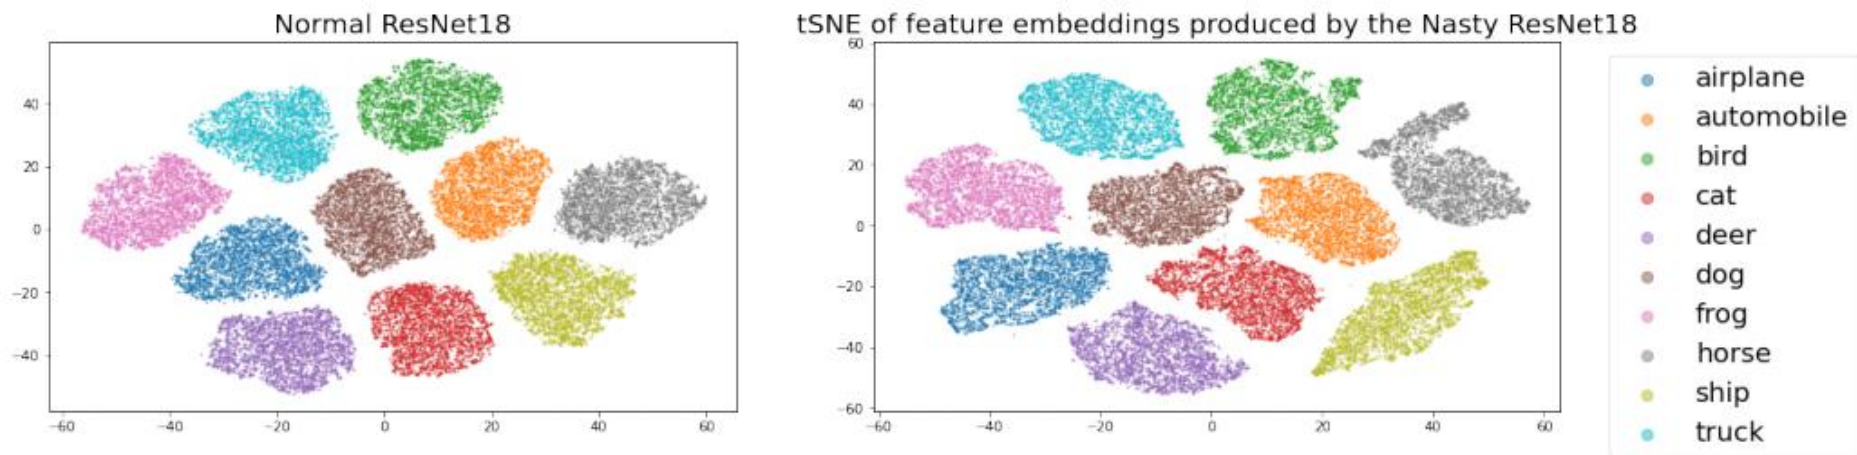 Normal ResNet18
40
20
0
−20
−40
−60
−40
−20
0
20
40
60
tSNE of feature embeddings produced by the Nasty ResNet18
60
40
20
0
−20
−40
−60
−60
−40
−20
0
20
40
60
airplane
automobile
bird
cat
deer
dog
frog
horse
ship
truck